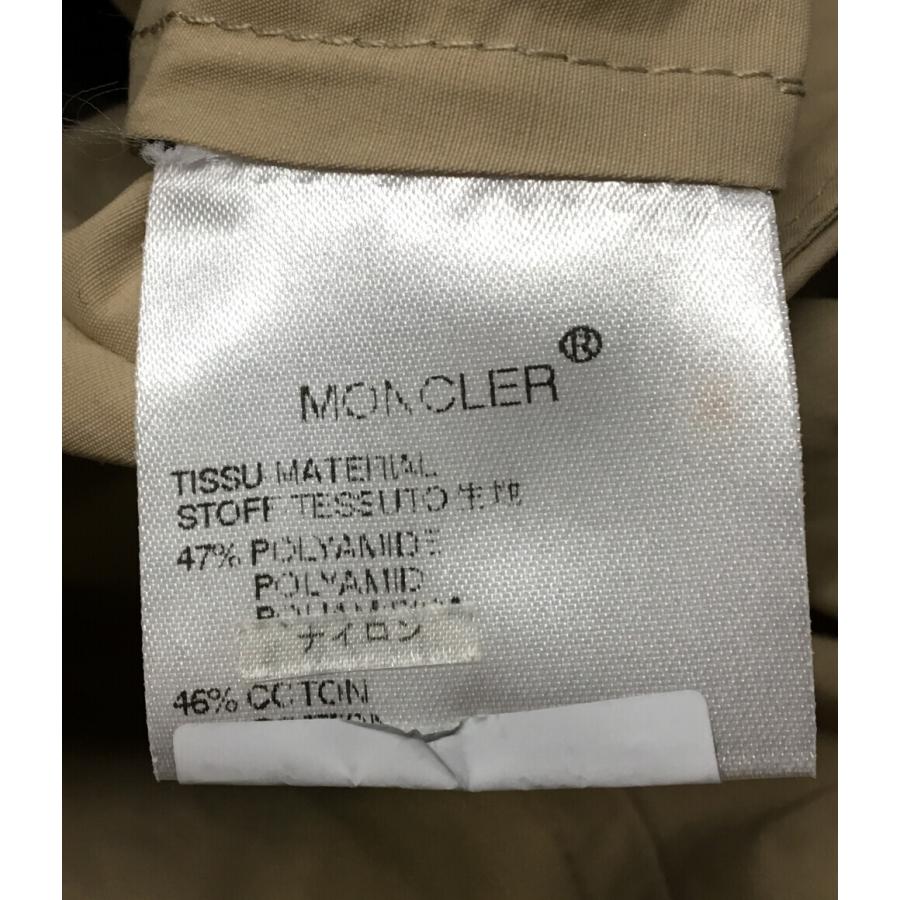 MONCLER®
TISSU MATERIAL
STOFF TESSUTO 生地
47% POLYAMIDE
POLYAMID
ナイロン
46% COTON